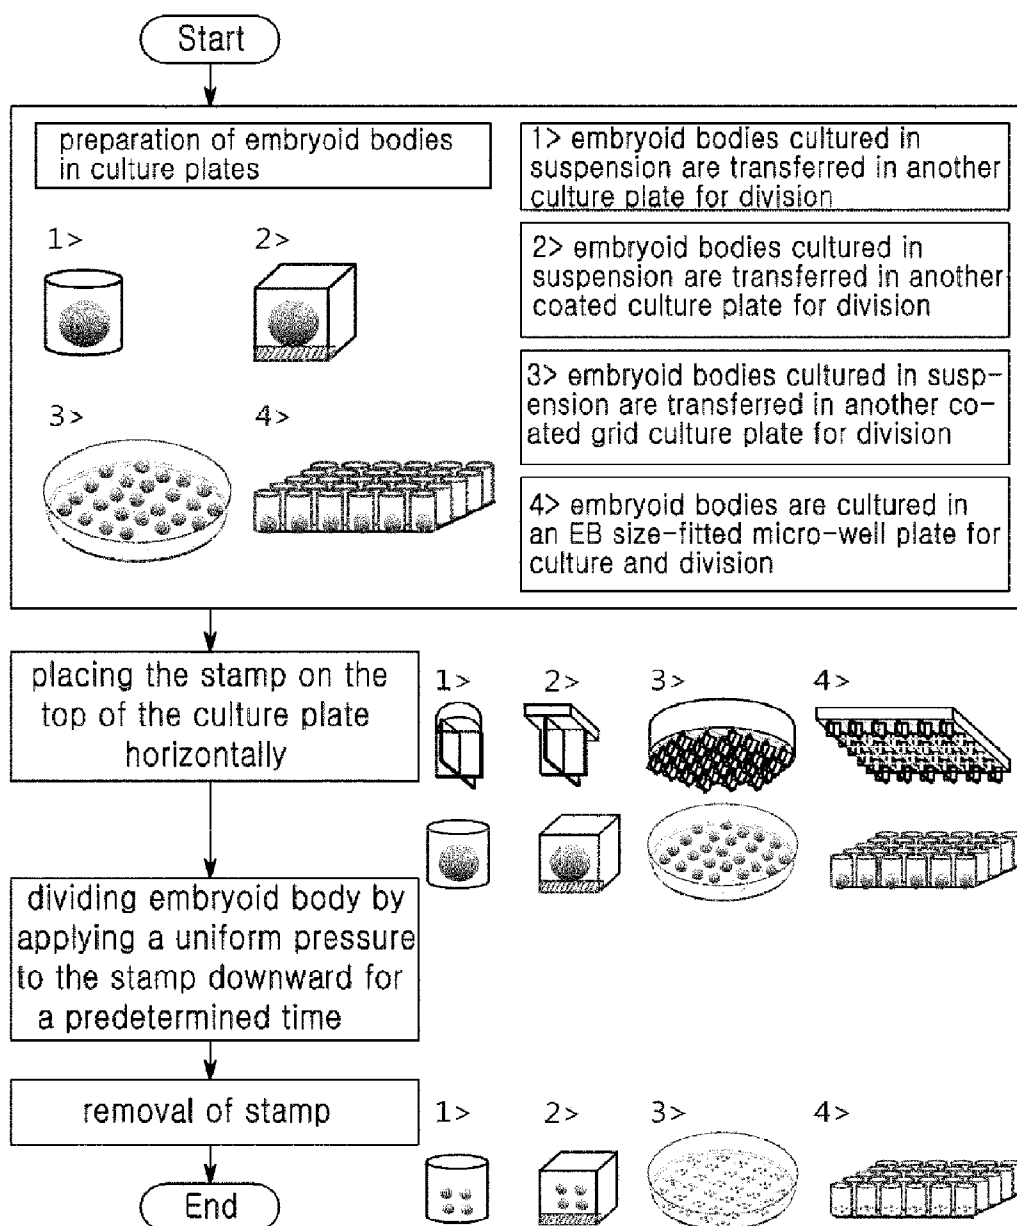 Start
preparation of embryoid bodies
in culture plates
1> embryoid bodies cultured in
suspension are transferred in another
culture plate for division
2> embryoid bodies cultured in
suspension are transferred in another
coated culture plate for division
3> embryoid bodies cultured in susp-
ension are transferred in another co-
ated grid culture plate for division
4> embryoid bodies are cultured in
an EB size-fitted micro-well plate for
culture and division
1>
2>
3>
4>
placing the stamp on the
top of the culture plate
horizontally
1>
2>
3>
4>
dividing embryoid body by
applying a uniform pressure
to the stamp downward for
a predetermined time
removal of stamp
1>
2>
3>
4>
End